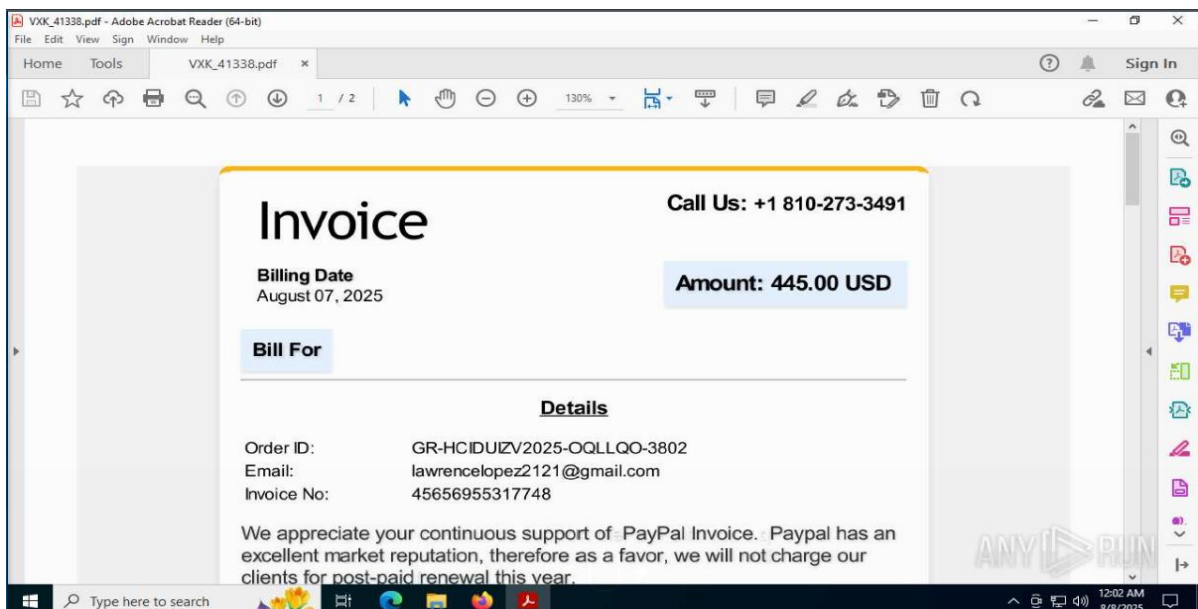 VXK_41338.pdf - Adobe Acrobat Reader (64-bit)
File Edit View Sign Window Help
Home Tools VXK_41338.pdf × Sign In
1 / 2 130%
Invoice
Call Us: +1 810-273-3491
Billing Date
August 07, 2025
Amount: 445.00 USD
Bill For
Details
Order ID: GR-HCIDUIZV2025-OQLLQO-3802
Email: lawrencelopez2121@gmail.com
Invoice No: 45656955317748
We appreciate your continuous support of PayPal Invoice. Paypal has an
excellent market reputation, therefore as a favor, we will not charge our
clients for post-paid renewal this year.
ANY RUN
Type here to search
12:02 AM
8/8/2025